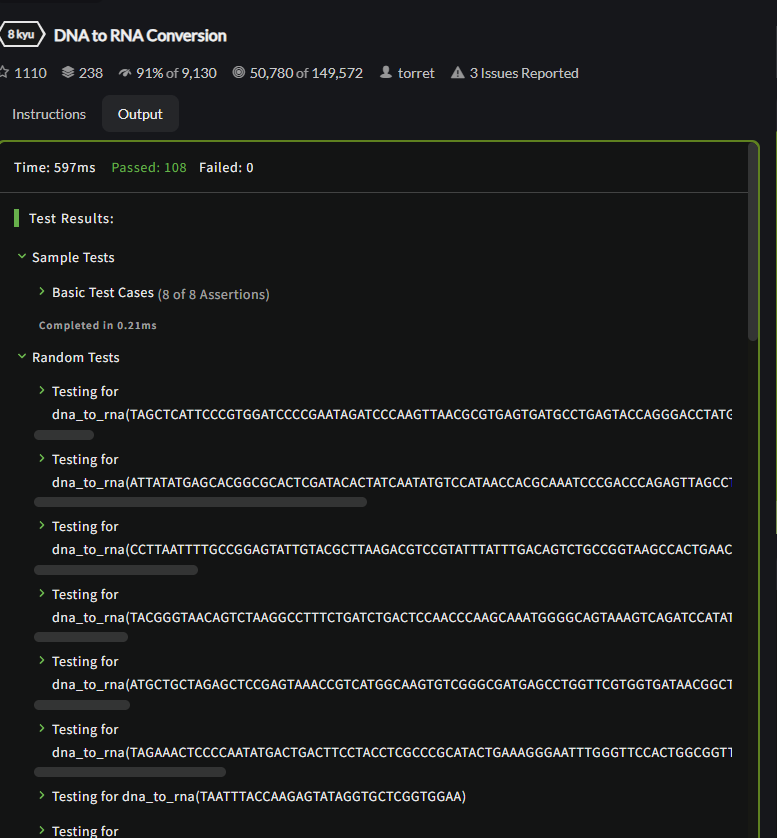 8 kyu DNA to RNA Conversion
1110 238 91% of 9,130 50,780 of 149,572 torret 3 Issues Reported
Instructions Output
Time: 597ms Passed: 108 Failed: 0
Test Results:
Sample Tests
Basic Test Cases (8 of 8 Assertions)
Completed in 0.21ms
Random Tests
Testing for
dna_to_rna(TAGCTCATTCCCGTGGATCCCCGAATAGATCCCAAGTTAACGCGTGAGTGATGCCTGAGTACCAGGGACCTATG
Testing for
dna_to_rna(ATTATATGAGCACGGCGCACTCGATACACTATCAATATGTCCATAACCACGCAAATCCCGACCCAGAGTTAGCCT
Testing for
dna_to_rna(CCTTAATTTTGCCGGAGTATTGTACGCTTAAGACGTCCGTATTTATTTGACAGTCTGCCGGTAAGCCACTGAAC
Testing for
dna_to_rna(TACGGGTAACAGTCTAAGGCCTTTCTGATCTGACTCCAACCCAAGCAAATGGGGCAGTAAAGTCAGATCCATAT
Testing for
dna_to_rna(ATGCTGCTAGAGCTCCGAGTAAACCGTCATGGCAAGTGTCGGGCGATGAGCCTGGTTCGTGGTGATAACGGCT
Testing for
dna_to_rna(TAGAAACTCCCCAATATGACTGACTTCCTACCTCGCCCGCATACTGAAAGGGAATTTGGGTTCCACTGGCGGTT
Testing for dna_to_rna(TAATTTACCAAGAGTATAGGTGCTCGGTGGAA)
Testing for